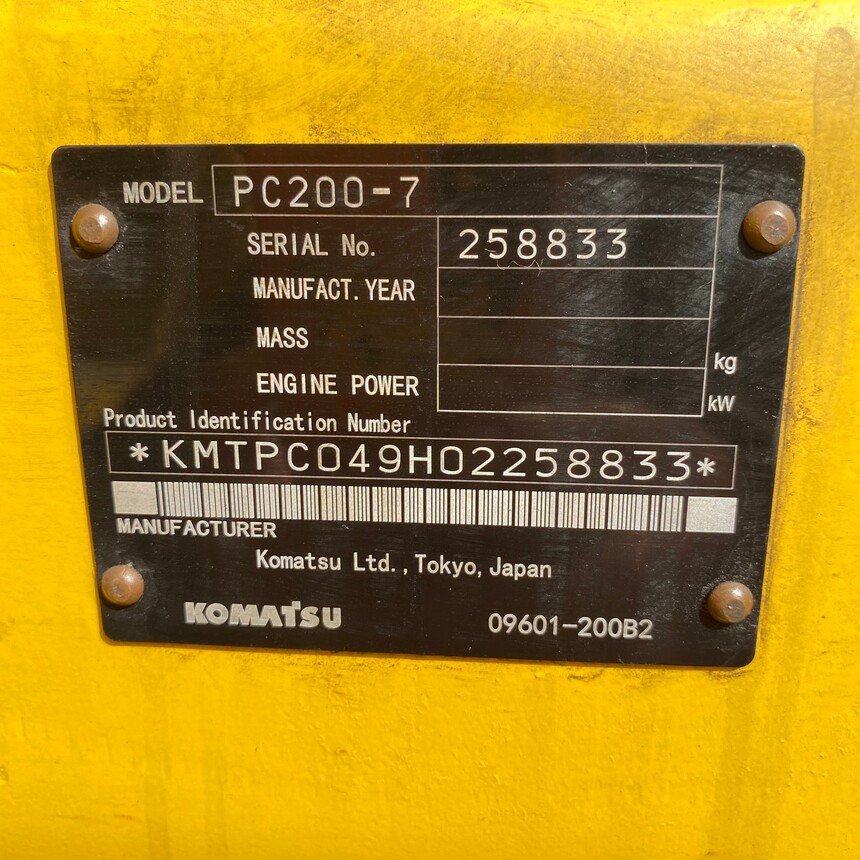 MODEL PC200-7
SERIAL No. 258833
MANUFACT. YEAR
MASS kg
ENGINE POWER kW
Product Identification Number
*KMTPC049H02258833*
MANUFACTURER
Komatsu Ltd., Tokyo, Japan
KOMATSU 09601-200B2